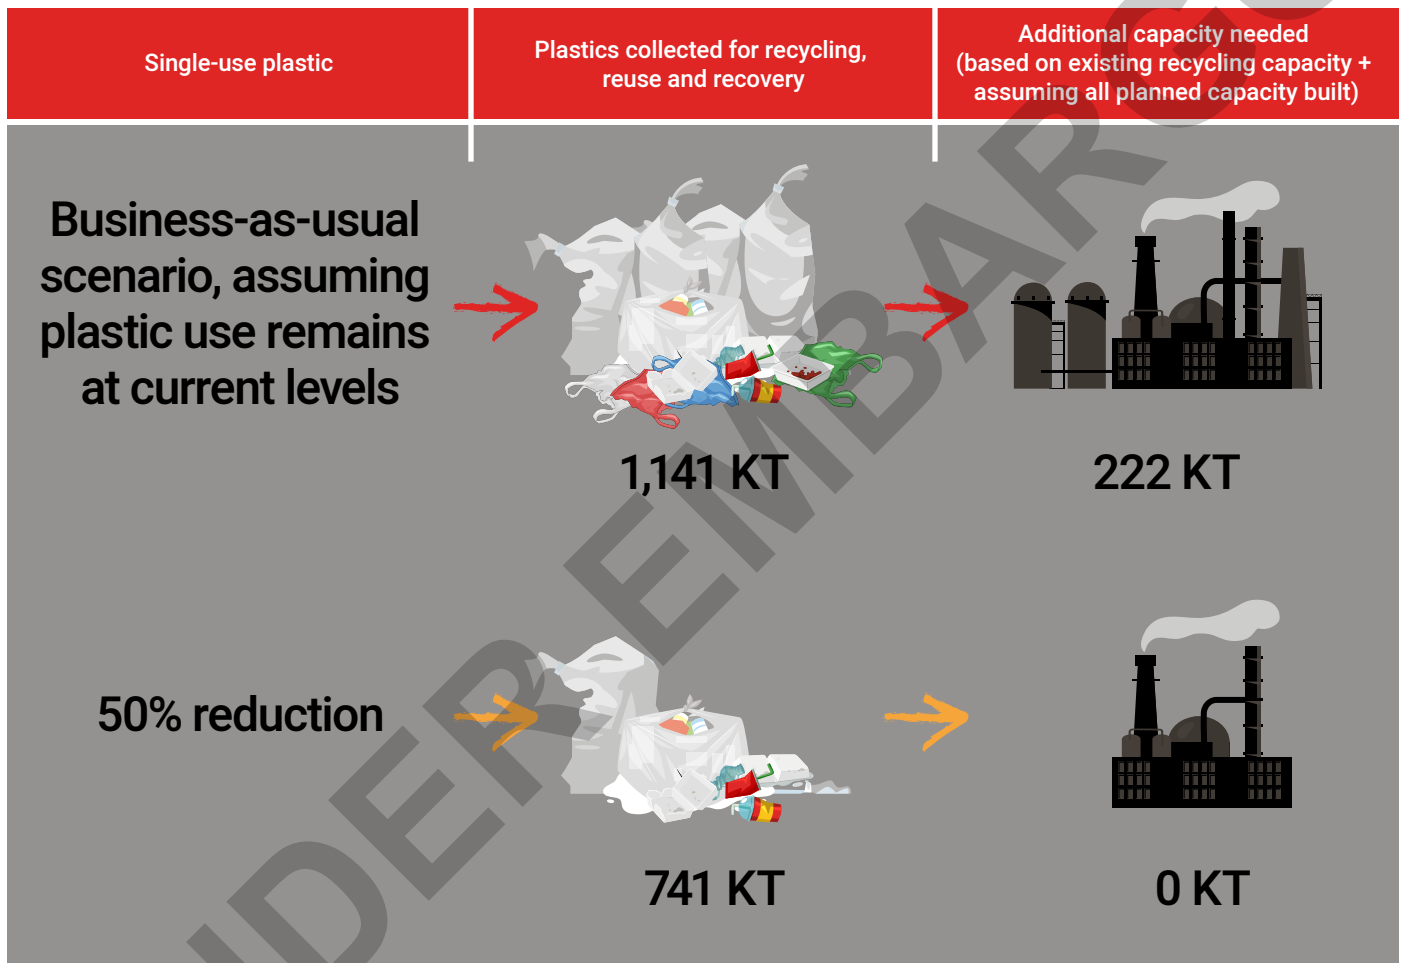 Single-use plastic
Plastics collected for recycling,
reuse and recovery
Additional capacity needed
(based on existing recycling capacity +
assuming all planned capacity built)
Business-as-usual
scenario, assuming
plastic use remains
at current levels
1,141 KT
222 KT
50% reduction
741 KT
0 KT
NDER EMBARGO